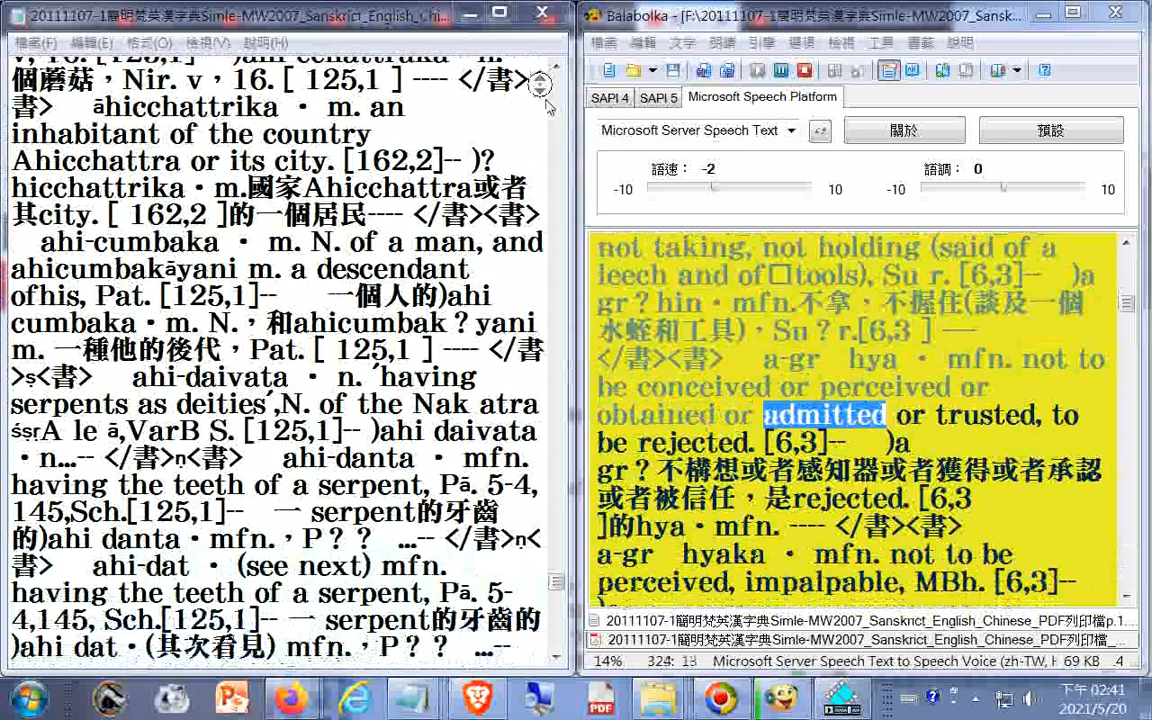 20111107-1簡明梵英漢字典Simle-MW2007_Sanskrict_English_Chi...
檔案(F) 編輯(E) 格式(O) 檢視(V) 說明(H)
個蘑菇，Nir. v，16. [ 125,1 ] ---- </書><
書> āhicchattrika • m. an
inhabitant of the country
Ahicchattra or its city. [162,2]-- )?
hicchattrika • m.國家Ahicchattra或者
其city. [ 162,2 ]的一個居民---- </書><書>
ahi-cumbaka • m. N. of a man, and
ahicumbakāyani m. a descendant
ofhis, Pat. [125,1]-- 一個人的)ahi
cumbaka • m. N.，和ahicumbak？yani
m. 一種他的後代，Pat. [ 125,1 ] ---- </書
>ṣ<書> ahi-daivata • n. ′having
serpents as deities′,N. of the Nak atra
śṣṛA le ā,VarB S. [125,1]-- )ahi daivata
• n...-- </書>ṇ<書> ahi-danta • mfn.
having the teeth of a serpent, Pā. 5-4,
145,Sch.[125,1]-- 一 serpent的牙齒
的)ahi danta • mfn.，P？？ ...-- </書>ṇ<
書> ahi-dat • (see next) mfn.
having the teeth of a serpent, Pā. 5-
4,145, Sch.[125,1]-- 一 serpent的牙齒的
)ahi dat • (其次看見) mfn.，P？？ ...--
Balabolka - [F:\20111107-1簡明梵英漢字典Simle-MW2007_Sansk...
檔案 編輯 文字 朗讀 引擎 選項 檢視 工具 書籤 說明
SAPI 4 SAPI 5 Microsoft Speech Platform
Microsoft Server Speech Text 關於 預設
語速： -2 語調： 0
-10 10 -10 10
not taking, not holding (said of a
leech and of□tools), Su r. [6,3]-- )a
gr？hin • mfn.不拿，不握住(談及一個
水蛭和工具)，Su？r.[6,3 ] ----
</書><書> a-gr hya • mfn. not to
be conceived or perceived or
obtained or admitted or trusted, to
be rejected. [6,3]-- )a
gr？不構想或者感知器或者獲得或者承認
或者被信任，是rejected. [6,3
]的hya • mfn. ---- </書><書>
a-gr hyaka • mfn. not to be
perceived, impalpable, MBh. [6,3]--
20111107-1簡明梵英漢字典Simle-MW2007_Sanskrict_English_Chinese_PDF列印檔p.1...
20111107-1簡明梵英漢字典Simle-MW2007_Sanskrict_English_Chinese_PDF列印檔_...
14% 324: 13 Microsoft Server Speech Text to Speech Voice (zh-TW, H 69 KB .4
下午 02:41
2021/5/20